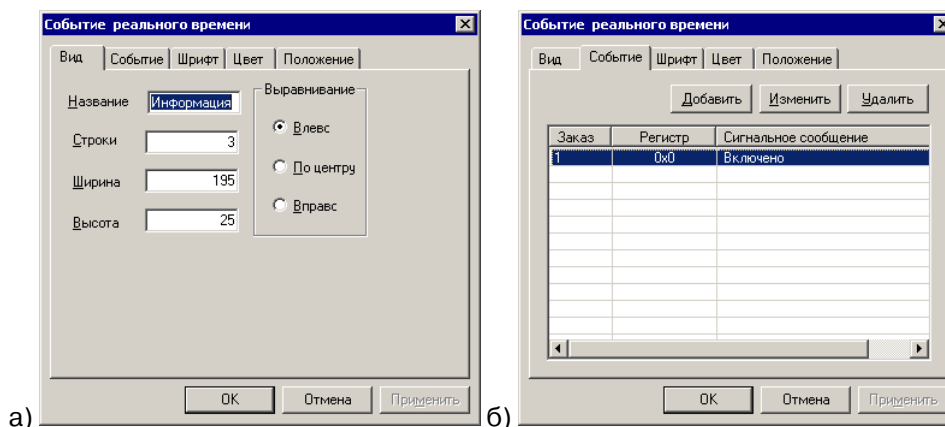 Событие реального времени
Вид Событие Шрифт Цвет Положение
Название Информация
Строки 3
Ширина 195
Высота 25
Выравнивание
Влевс
По центру
Вправс
ОК Отмена Применить
а)
Событие реального времени
Вид Событие Шрифт Цвет Положение
Добавить Изменить Удалить
Заказ Регистр Сигнальное сообщение
1 0x0 Включено
ОК Отмена Применить
б)